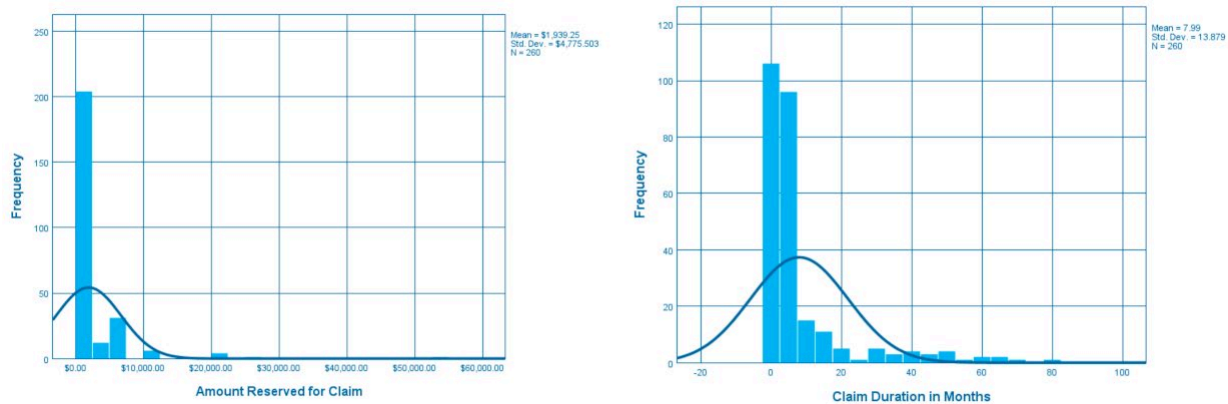 Mean = $1,939.25
Std. Dev. = $4,775.503
N = 260
250
200
150
100
50
0
Frequency
$0.00 $10,000.00 $20,000.00 $30,000.00 $40,000.00 $50,000.00 $60,000.00
Amount Reserved for Claim
Mean = 7.99
Std. Dev. = 13.879
N = 260
120
100
80
60
40
20
0
Frequency
-20 0 20 40 60 80 100
Claim Duration in Months